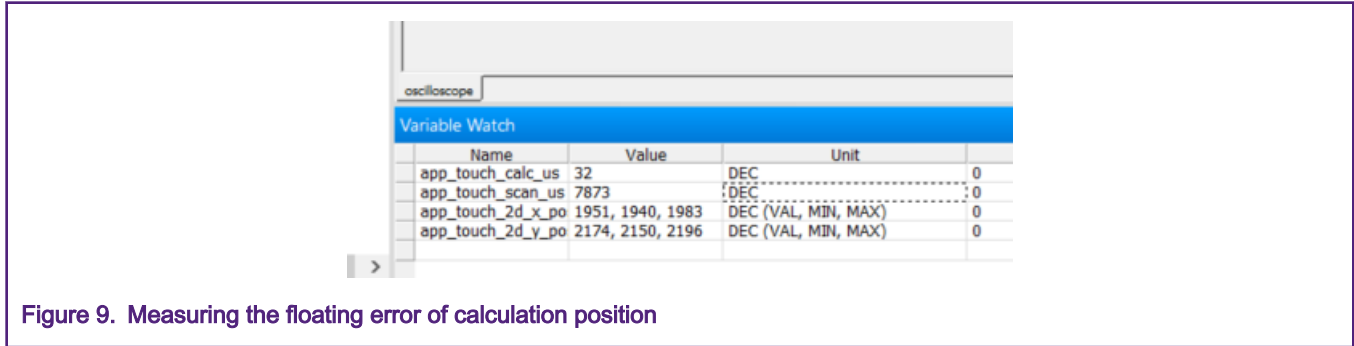 oscilloscope
Variable Watch
Name Value Unit
app_touch_calc_us 32 DEC 0
app_touch_scan_us 7873 DEC 0
app_touch_2d_x_po 1951, 1940, 1983 DEC (VAL, MIN, MAX) 0
app_touch_2d_y_po 2174, 2150, 2196 DEC (VAL, MIN, MAX) 0
Figure 9. Measuring the floating error of calculation position